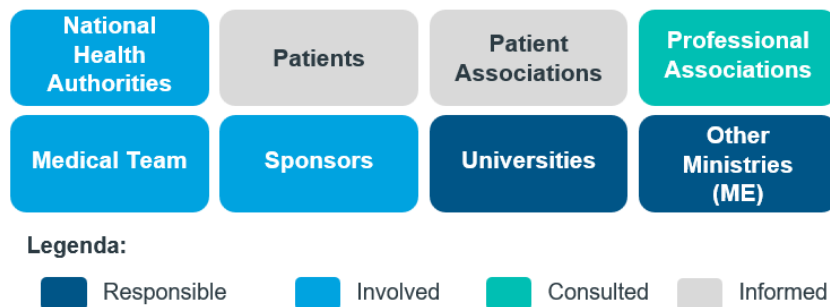 National
Health
Authorities
Patients
Patient
Associations
Professional
Associations
Medical Team
Sponsors
Universities
Other
Ministries
(ME)
Legenda:
Responsible
Involved
Consulted
Informed